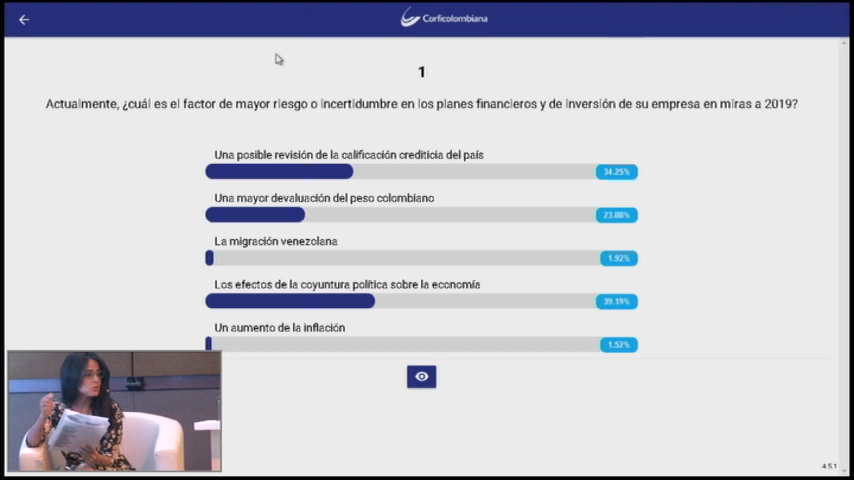 Corficolombiana
1
Actualmente, ¿cuál es el factor de mayor riesgo o incertidumbre en los planes financieros y de inversión de su empresa en miras a 2019?
Una posible revisión de la calificación crediticia del país
34.25%
Una mayor devaluación del peso colombiano
23.08%
La migración venezolana
1.92%
Los efectos de la coyuntura política sobre la economía
39.19%
Un aumento de la inflación
1.52%
4.5.1